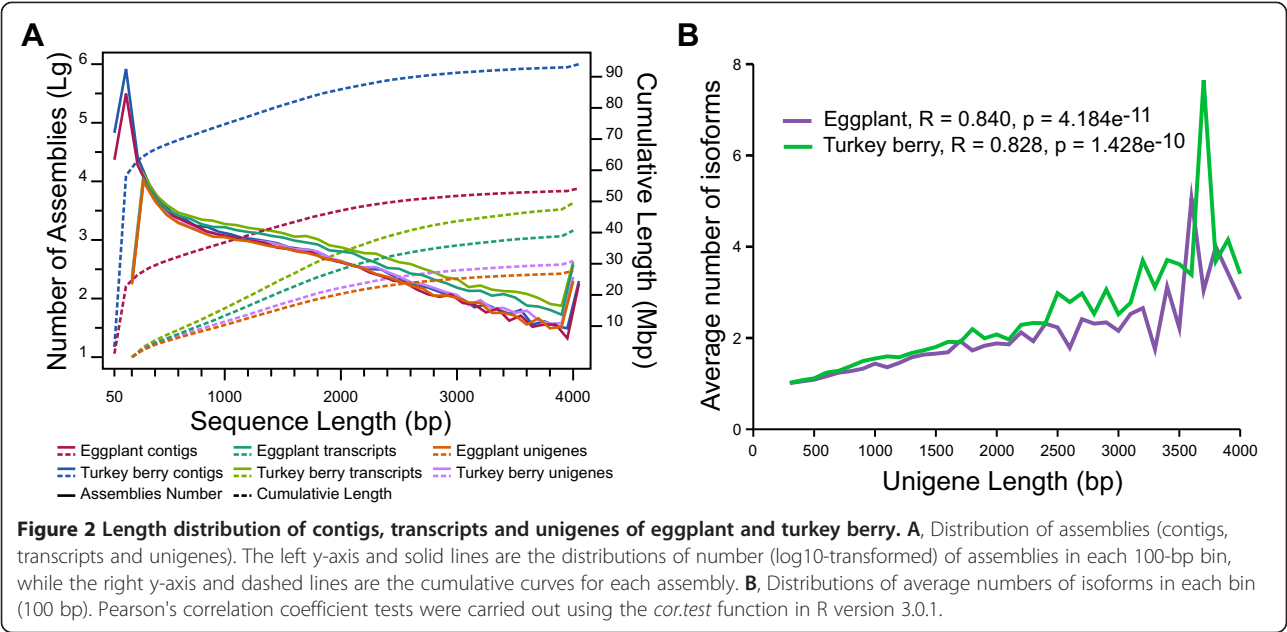 A
B
Number of Assemblies (Lg)
6
5
4
3
2
1
90
80
70
60
50
40
30
20
10
Cumulative Length (Mbp)
50
1000
2000
3000
4000
Sequence Length (bp)
Eggplant contigs
Eggplant transcripts
Eggplant unigenes
Turkey berry contigs
Turkey berry transcripts
Turkey berry unigenes
Assemblies Number
Cumulativie Length
Average number of isoforms
8
6
4
2
0
Eggplant, R = 0.840, p = 4.184e-11
Turkey berry, R = 0.828, p = 1.428e-10
0
500
1000
1500
2000
2500
3000
3500
4000
Unigene Length (bp)
Figure 2 Length distribution of contigs, transcripts and unigenes of eggplant and turkey berry. A, Distribution of assemblies (contigs,
transcripts and unigenes). The left y-axis and solid lines are the distributions of number (log10-transformed) of assemblies in each 100-bp bin,
while the right y-axis and dashed lines are the cumulative curves for each assembly. B, Distributions of average numbers of isoforms in each bin
(100 bp). Pearson's correlation coefficient tests were carried out using the cor.test function in R version 3.0.1.